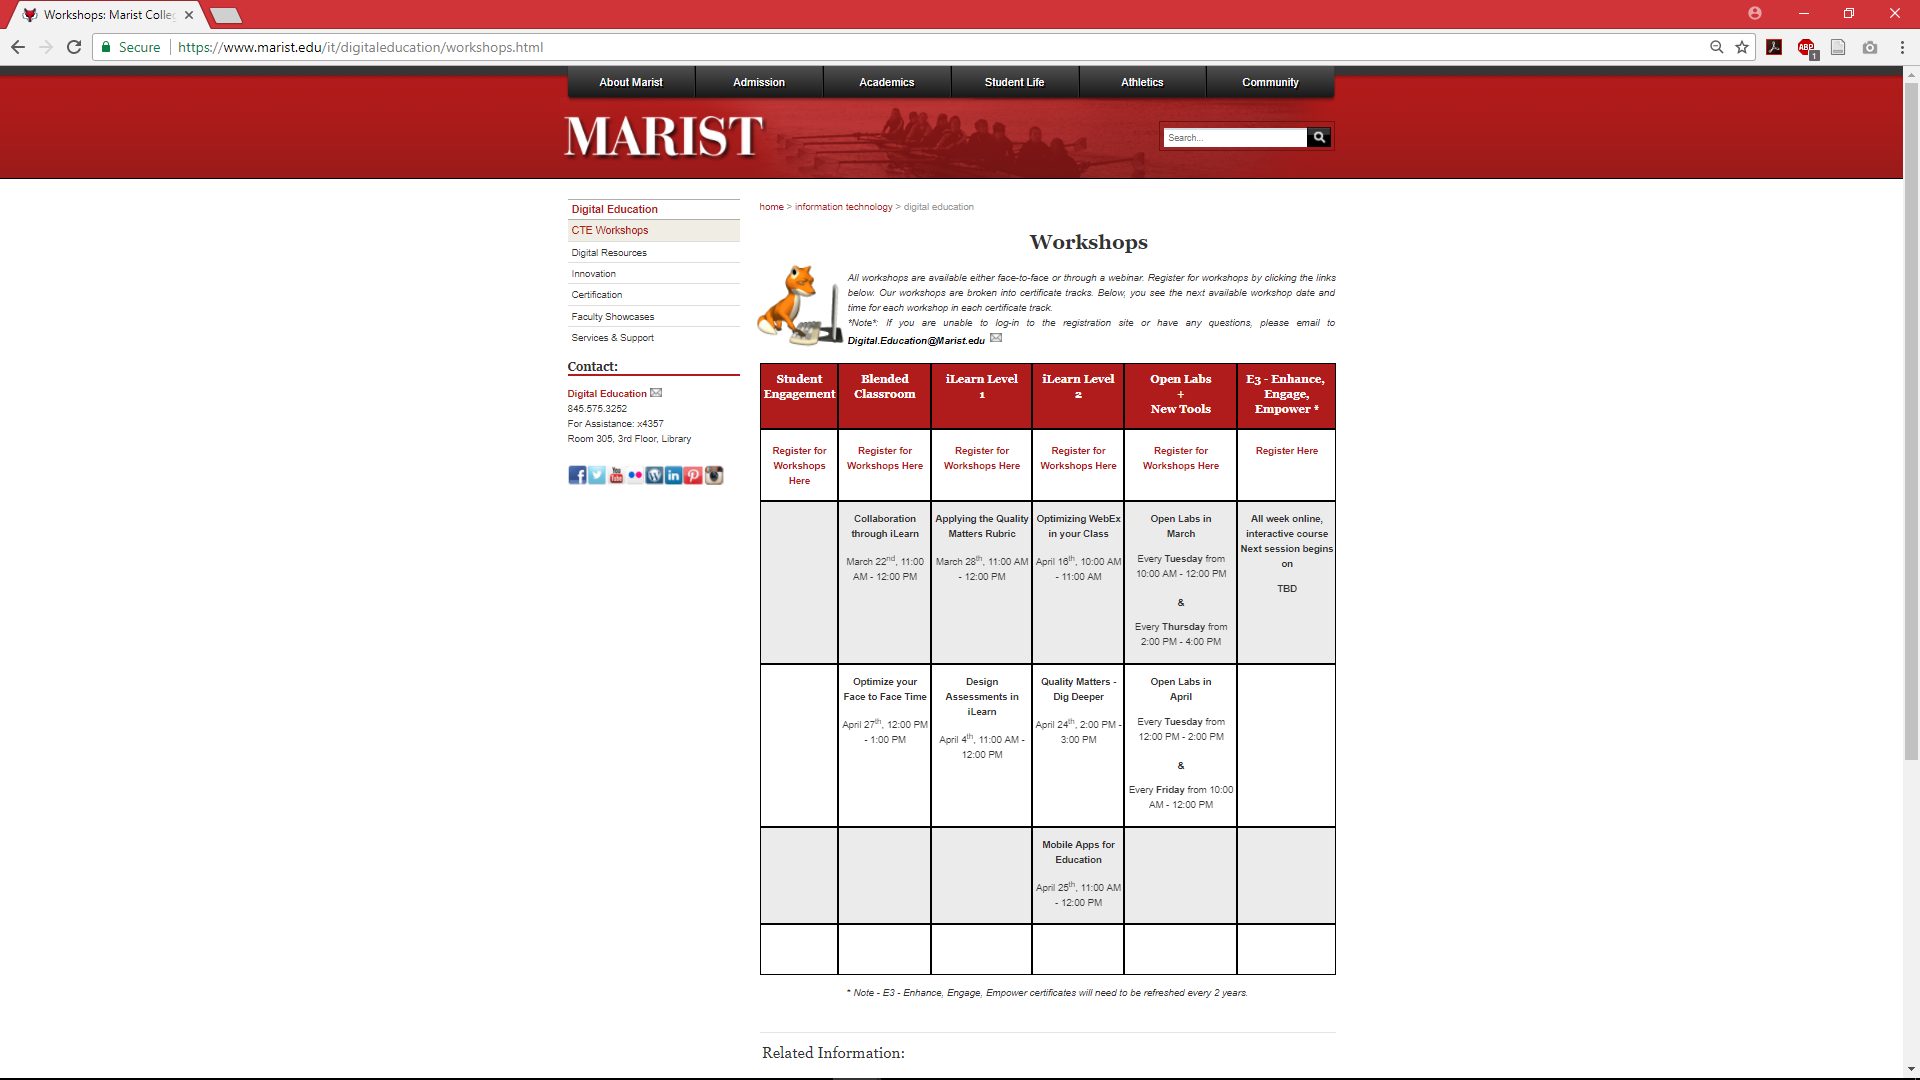 Workshops: Marist Colle
Secure
https://www.marist.edu/it/digitaleducation/workshops.html
ABP
1
About Marist
Admission
Academics
Student Life
Athletics
Community
MARIST
Search...
Digital Education
CTE Workshops
Digital Resources
Innovation
Certification
Faculty Showcases
Services & Support
Contact:
Digital Education
845.575.3252
For Assistance: x4357
Room 305, 3rd Floor, Library
You
Tube
in
home > information technology > digital education
Workshops
All workshops are available either face-to-face or through a webinar. Register for workshops by clicking the links
below. Our workshops are broken into certificate tracks. Below, you see the next available workshop date and
time for each workshop in each certificate track.
*Note*: If you are unable to log-in to the registration site or have any questions, please email to
Digital.Education@Marist.edu
Student
Engagement
Blended
Classroom
iLearn Level
1
iLearn Level
2
Open Labs
+
New Tools
E3 - Enhance,
Engage,
Empower *
Register for
Workshops
Here
Register for
Workshops Here
Register for
Workshops Here
Register for
Workshops Here
Register for
Workshops Here
Register Here
Collaboration
through iLearn
March 22nd, 11:00
AM - 12:00 PM
Applying the Quality
Matters Rubric
March 28th, 11:00 AM
- 12:00 PM
Optimizing WebEx
in your Class
April 16th, 10:00 AM
- 11:00 AM
Open Labs in
March
Every Tuesday from
10:00 AM - 12:00 PM
&
Every Thursday from
2:00 PM - 4:00 PM
All week online,
interactive course
Next session begins
on
TBD
Optimize your
Face to Face Time
April 27th, 12:00 PM
- 1:00 PM
Design
Assessments in
iLearn
April 4th, 11:00 AM -
12:00 PM
Quality Matters -
Dig Deeper
April 24th, 2:00 PM -
3:00 PM
Open Labs in
April
Every Tuesday from
12:00 PM - 2:00 PM
&
Every Friday from 10:00
AM - 12:00 PM
Mobile Apps for
Education
April 25th, 11:00 AM
- 12:00 PM
* Note - E3 - Enhance, Engage, Empower certificates will need to be refreshed every 2 years.
Related Information: